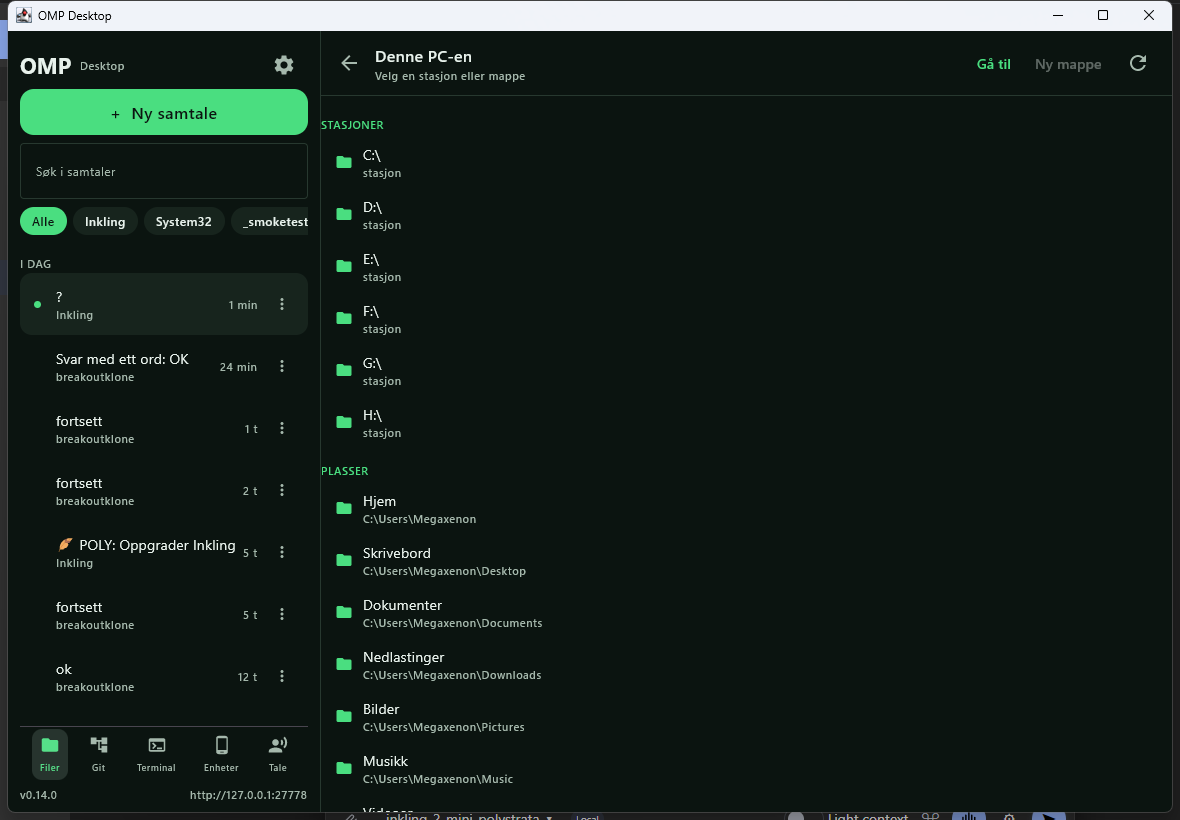 OMP Desktop
OMP Desktop
+ Ny samtale
Søk i samtaler
Alle Inkling System32 _smoketest
I DAG
?
Inkling
1 min
Svar med ett ord: OK
breakoutklone
24 min
fortsett
breakoutklone
1 t
fortsett
breakoutklone
2 t
POLY: Oppgrader Inkling
Inkling
5 t
fortsett
breakoutklone
5 t
ok
breakoutklone
12 t
Filer Git Terminal Enheter Tale
v0.14.0 http://127.0.0.1:27778
Denne PC-en
Velg en stasjon eller mappe
Gå til Ny mappe
STASJONER
C:\
stasjon
D:\
stasjon
E:\
stasjon
F:\
stasjon
G:\
stasjon
H:\
stasjon
PLASSER
Hjem
C:\Users\Megaxenon
Skrivebord
C:\Users\Megaxenon\Desktop
Dokumenter
C:\Users\Megaxenon\Documents
Nedlastinger
C:\Users\Megaxenon\Downloads
Bilder
C:\Users\Megaxenon\Pictures
Musikk
C:\Users\Megaxenon\Music
Videoer
Local Light context